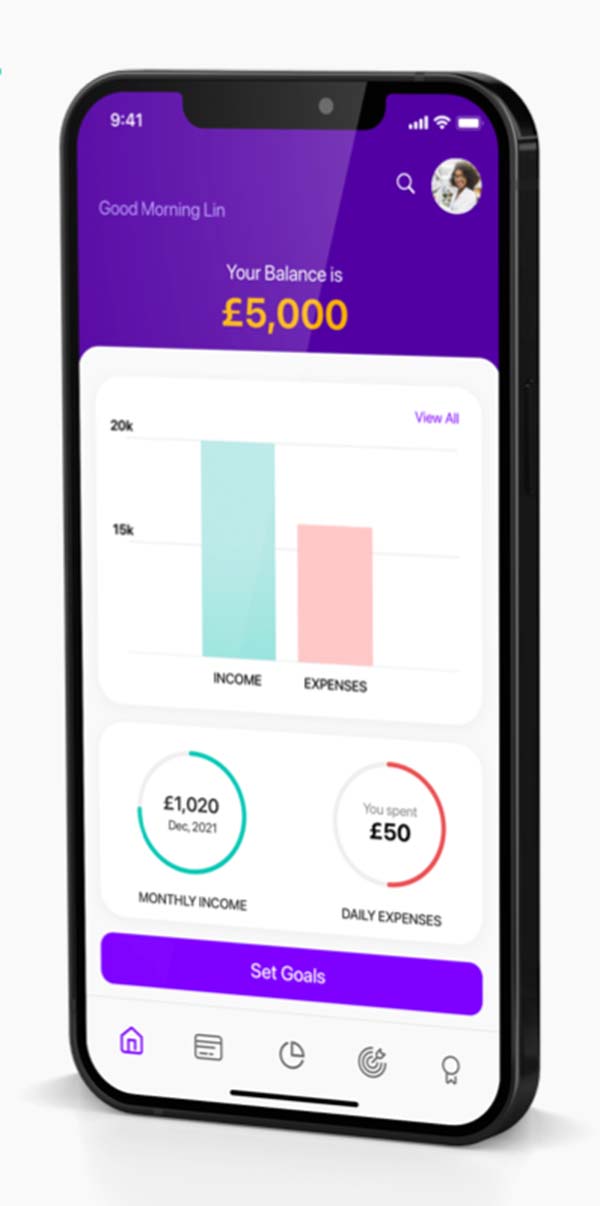 9:41
Good Morning Lin
Your Balance is
£5,000
View All
20k
15k
INCOME
EXPENSES
£1,020
Dec, 2021
You spent
£50
MONTHLY INCOME
DAILY EXPENSES
Set Goals